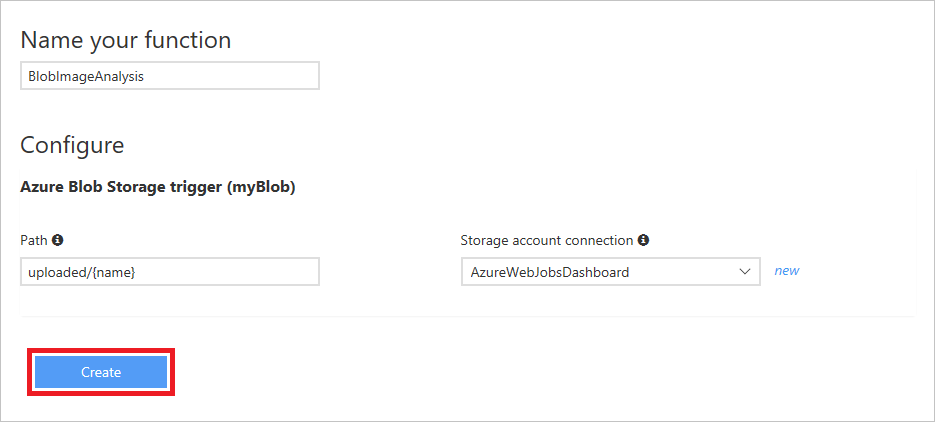 Name your function
BlobImageAnalysis
Configure
Azure Blob Storage trigger (myBlob)
Path
Storage account connection
uploaded/{name}
AzureWebJobsDashboard
new
Create